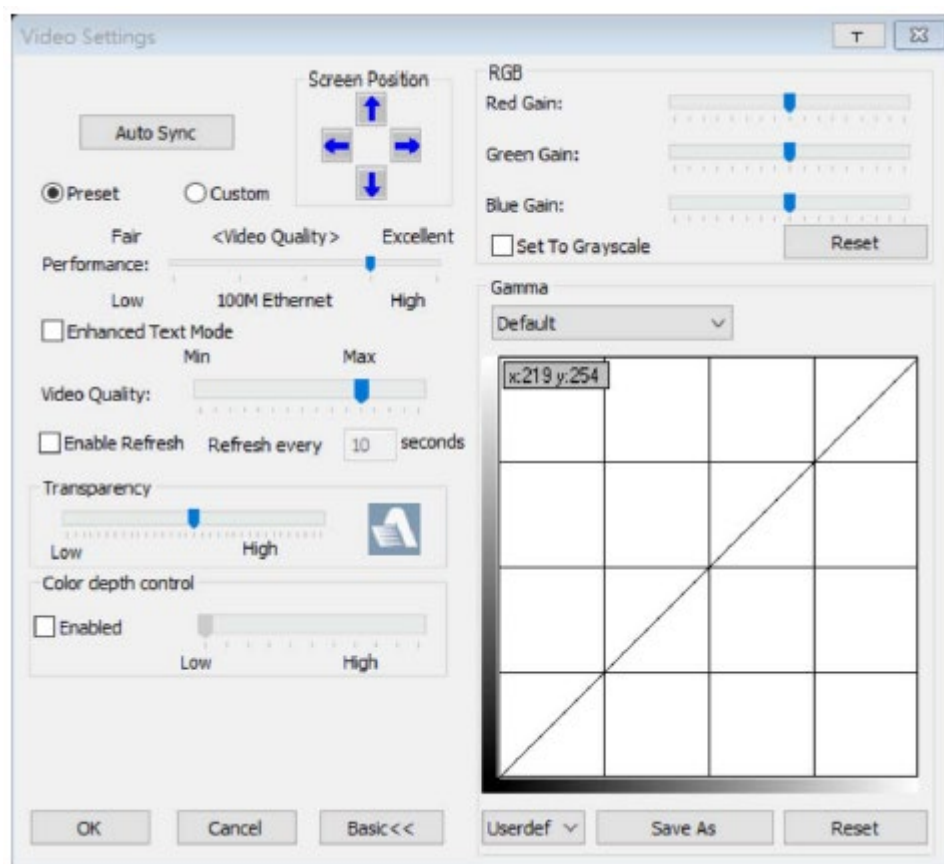 Video Settings
T
Screen Position
Auto Sync
Preset
Custom
Fair <Video Quality> Excellent
Performance:
Low 100M Ethernet High
Enhanced Text Mode
Min Max
Video Quality:
Enable Refresh Refresh every 10 seconds
Transparency
Low High
Color depth control
Enabled
Low High
OK Cancel Basic<<
RGB
Red Gain:
Green Gain:
Blue Gain:
Set To Grayscale Reset
Gamma
Default
x:219 y:254
Userdef Save As Reset